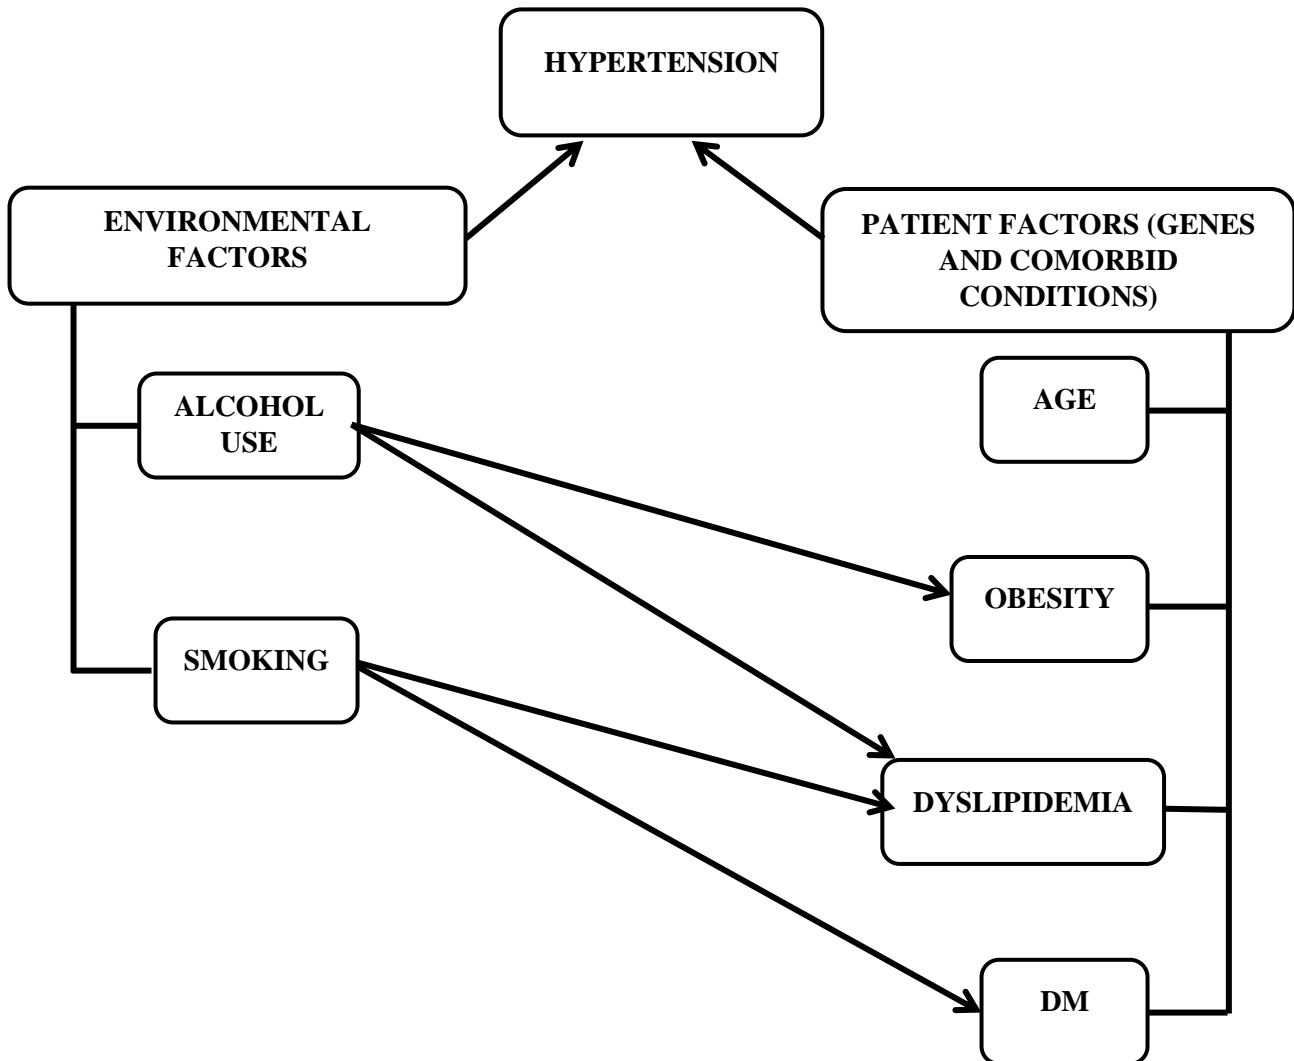 HYPERTENSION
ENVIRONMENTAL
FACTORS
PATIENT FACTORS (GENES
AND COMORBID
CONDITIONS)
ALCOHOL
USE
AGE
OBESITY
SMOKING
DYSLIPIDEMIA
DM